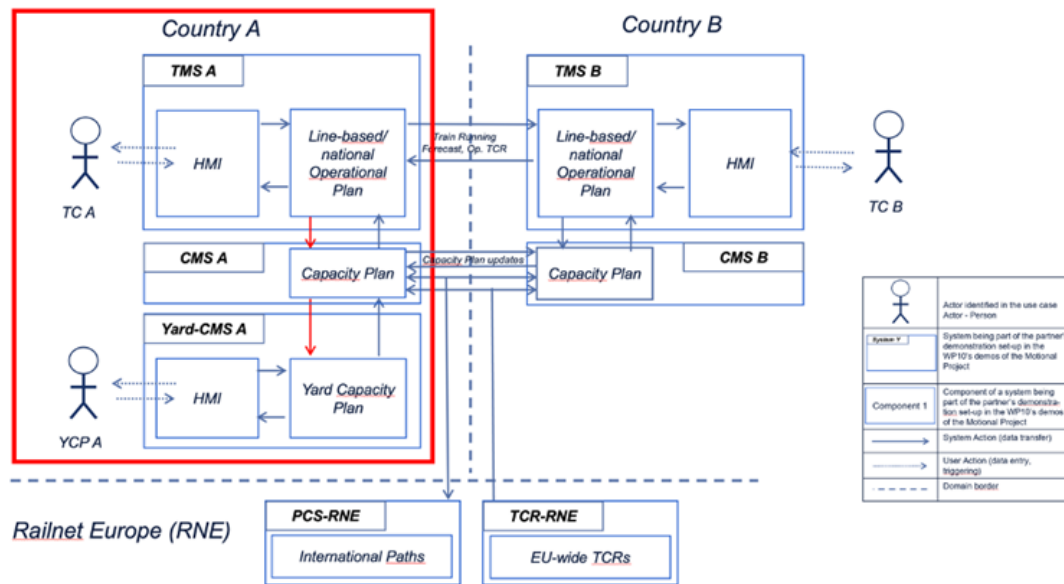 Country A
Country B
TMS A
TMS B
HMI
Line-based/
national
Operational
Plan
Train Running
Forecast, Op. TCR
Line-based/
national
Operational
Plan
HMI
TC A
TC B
CMS A
Capacity Plan
Capacity Plan updates
Capacity Plan
CMS B
Yard-CMS A
HMI
Yard Capacity
Plan
YCP A
Railnet Europe (RNE)
PCS-RNE
International Paths
TCR-RNE
EU-wide TCRs
Actor identified in the use case
Actor - Person
System Y
System being part of the partner's
demonstration set-up in the
WP10's demos of the Motional
Project
Component 1
Component of a system being
part of the partner's demonstra-
tion set-up in the WP10's demos
of the Motional Project
System Action (data transfer)
User Action (data entry,
triggering)
Domain border